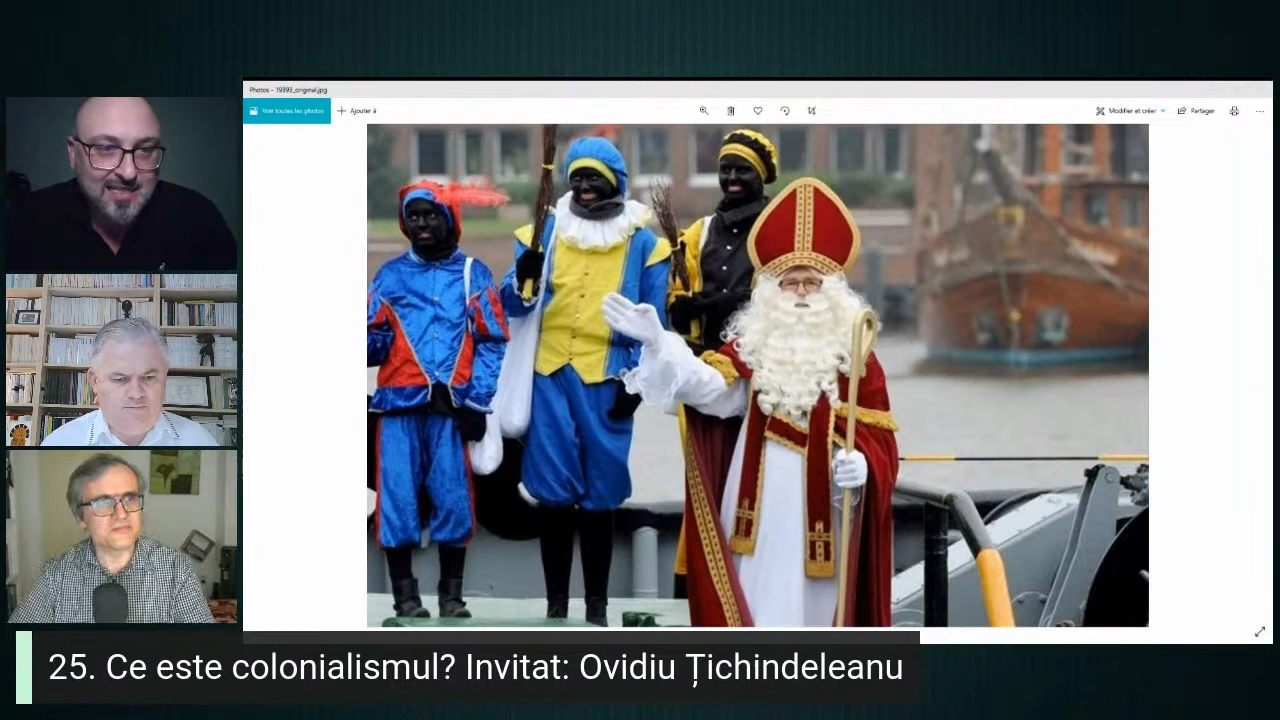 Photos - 19393_original.jpg
Voir toutes les photos
Ajouter à
Modifier et créer
Partager
25. Ce este colonialismul? Invitat: Ovidiu Țichindeleanu